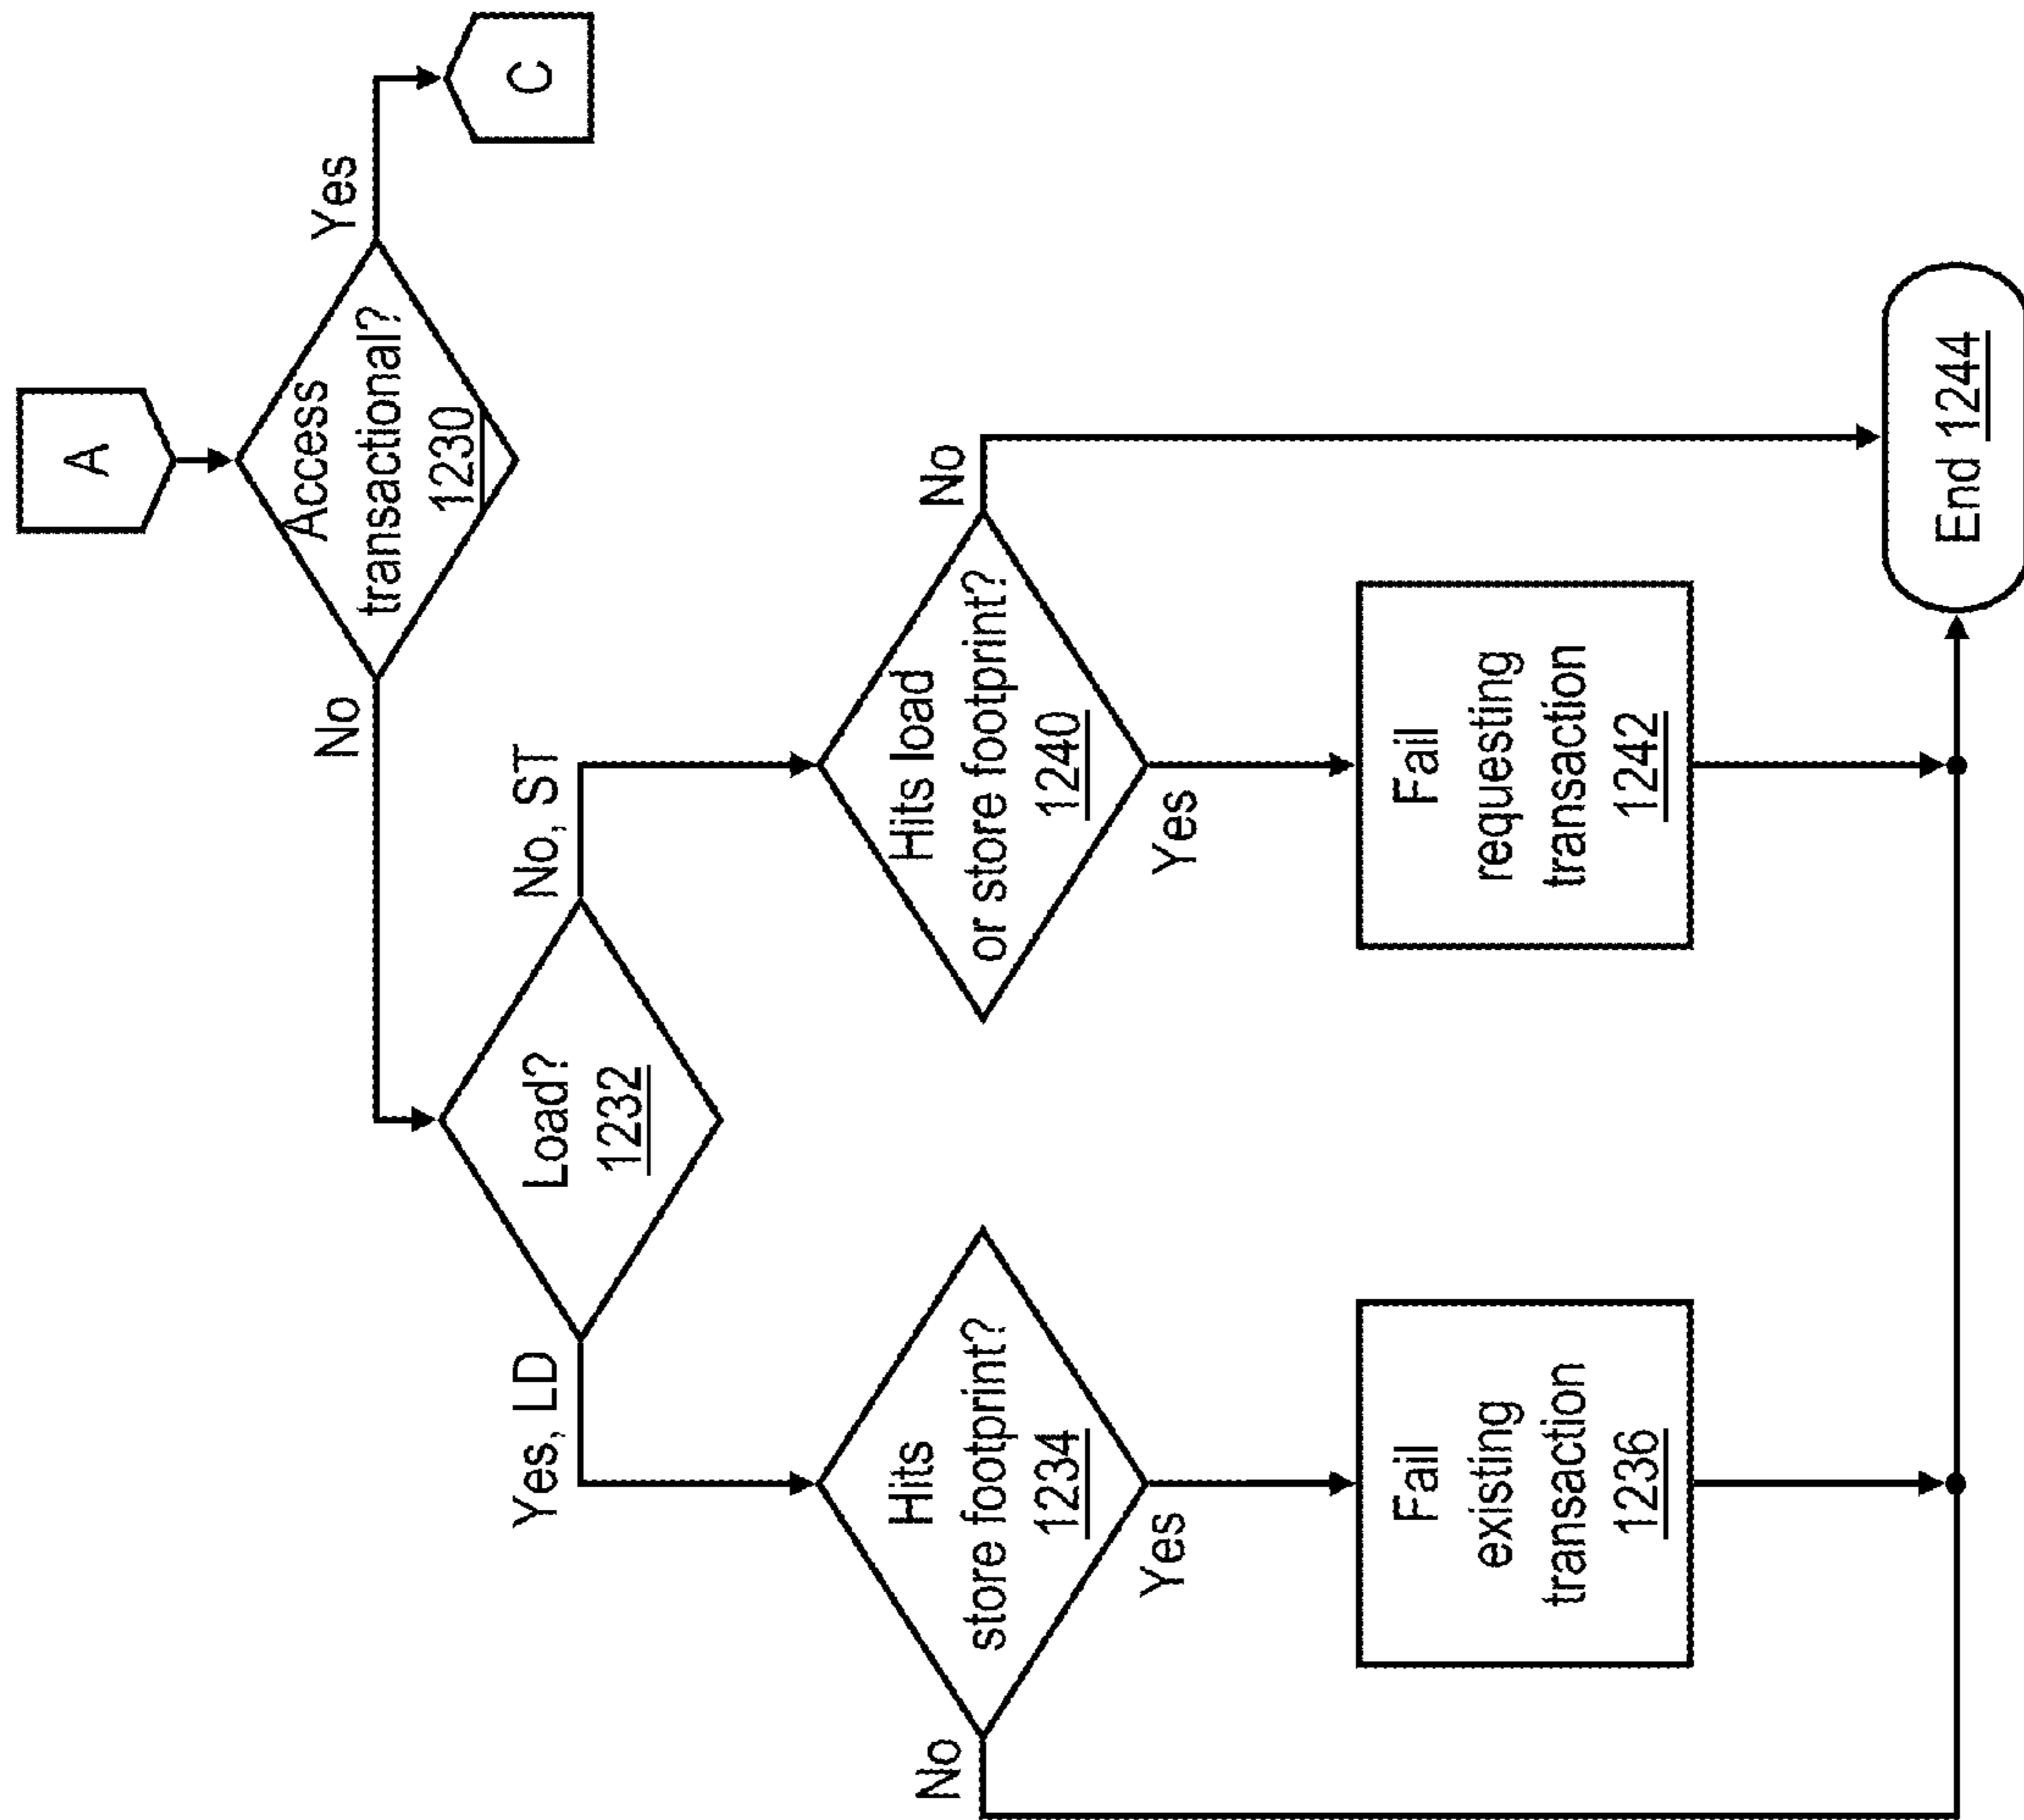 A
Access
transactional?
1230
Yes
C
No
Load?
1232
Yes, LD
No, ST
Hits
store footprint?
1234
No
Yes
Hits load
or store footprint?
1240
No
Yes
Fail
existing
transaction
1236
Fail
requesting
transaction
1242
End 1244